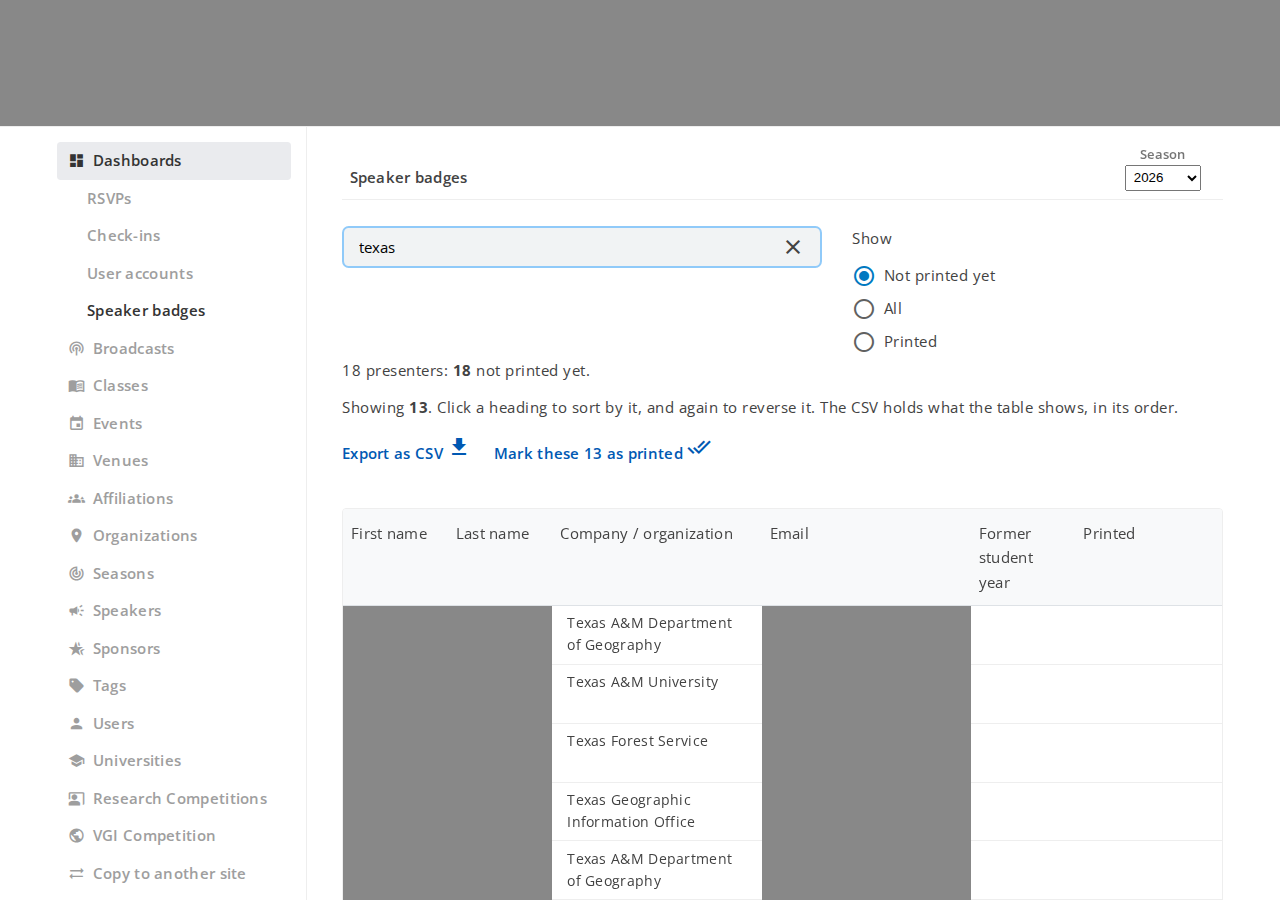 Dashboards
RSVPs
Check-ins
User accounts
Speaker badges
Broadcasts
Classes
Events
Venues
Affiliations
Organizations
Seasons
Speakers
Sponsors
Tags
Users
Universities
Research Competitions
VGI Competition
Copy to another site
Speaker badges
Season
2026
texas
Show
Not printed yet
All
Printed
18 presenters: 18 not printed yet.
Showing 13. Click a heading to sort by it, and again to reverse it. The CSV holds what the table shows, in its order.
Export as CSV
Mark these 13 as printed
First name
Last name
Company / organization
Email
Former
student
year
Printed
Texas A&M Department
of Geography
Texas A&M University
Texas Forest Service
Texas Geographic
Information Office
Texas A&M Department
of Geography